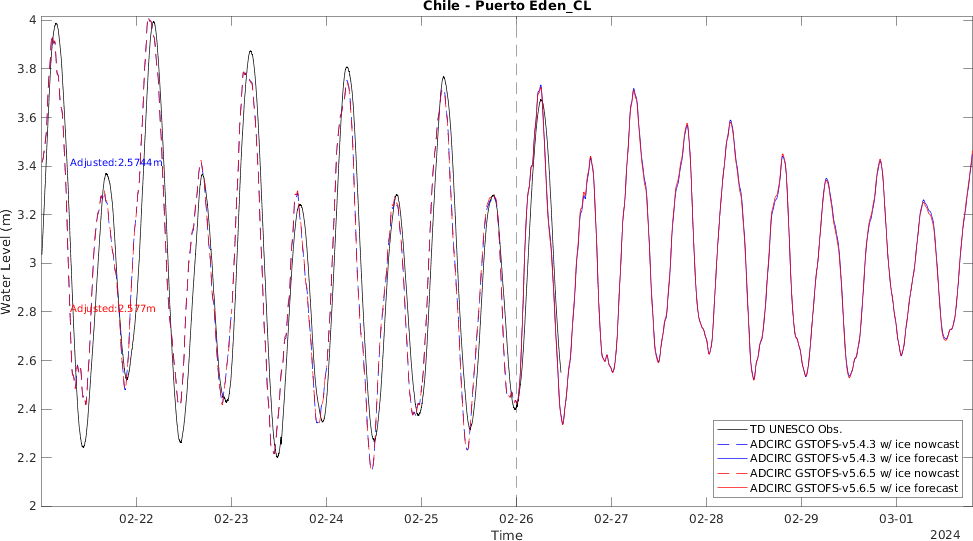 Chile - Puerto Eden_CL
4
3.8
3.6
3.4
3.2
3
2.8
2.6
2.4
2.2
2
Water Level (m)
Adjusted:2.5744m
Adjusted:2.577m
TD UNESCO Obs.
ADCIRC GSTOFS-v5.4.3 w/ ice nowcast
ADCIRC GSTOFS-v5.4.3 w/ ice forecast
ADCIRC GSTOFS-v5.6.5 w/ ice nowcast
ADCIRC GSTOFS-v5.6.5 w/ ice forecast
02-22 02-23 02-24 02-25 02-26 02-27 02-28 02-29 03-01
Time
2024